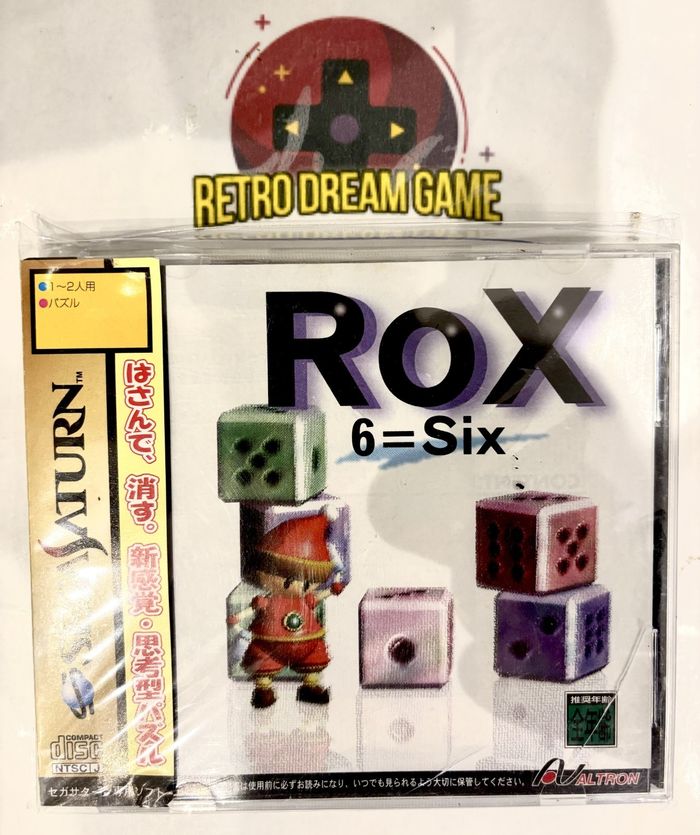 RETRO DREAM GAME
1～2人用
パズル
SATURN™
はさんで、消す。新感覚・思考型パズル
COMPACT
disc
NTSC J
RoX
6=Six
推奨年齢
全年齢
使用前に必ずお読みになり、いつでも見られるよう大切に保管してください。
ALTRON